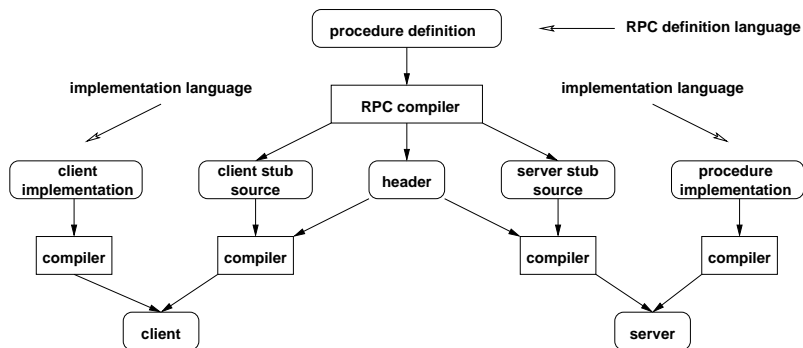 procedure definition
RPC definition language
implementation language
RPC compiler
implementation language
client
implementation
client stub
source
header
server stub
source
procedure
implementation
compiler
compiler
compiler
compiler
client
server